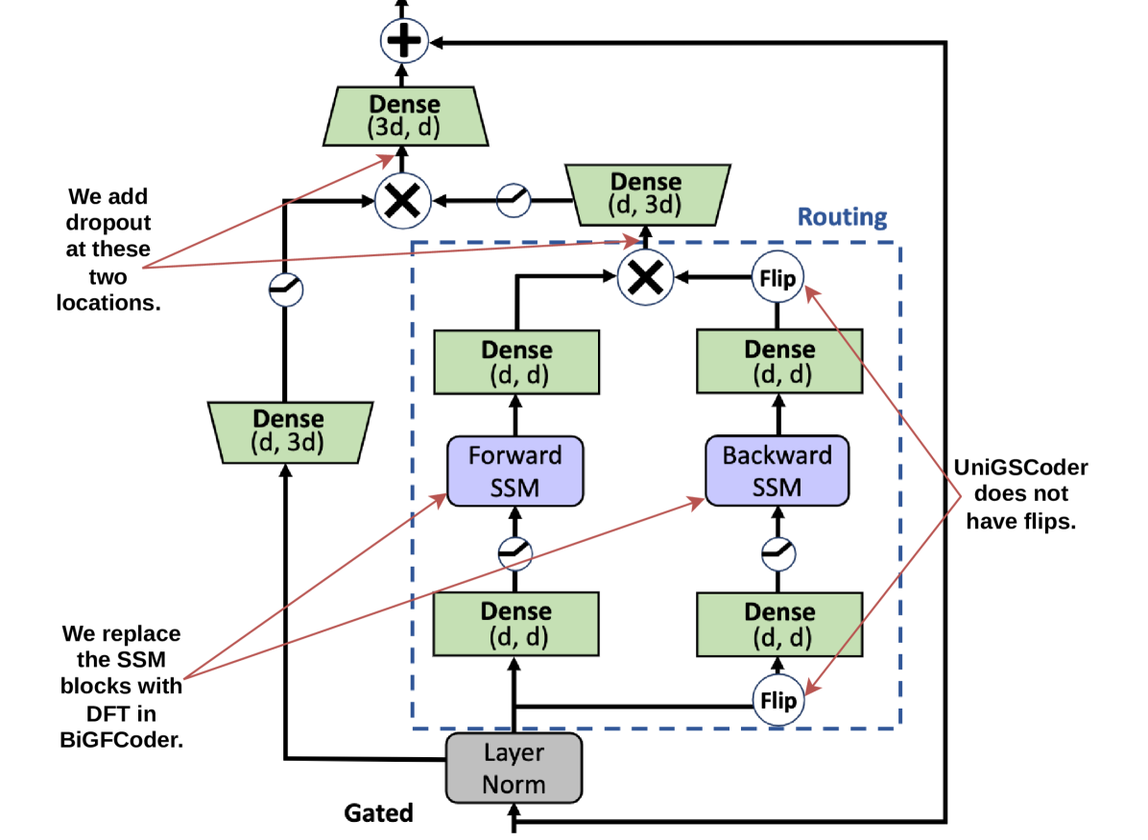 Dense
(3d, d)
We add
dropout
at these
two
locations.
Dense
(d, 3d)
Routing
Flip
Dense
(d, d)
Dense
(d, d)
Dense
(d, 3d)
Forward
SSM
Backward
SSM
UniGSCoder
does not
have flips.
Dense
(d, d)
Dense
(d, d)
We replace
the SSM
blocks with
DFT in
BiGFCoder.
Flip
Layer
Norm
Gated